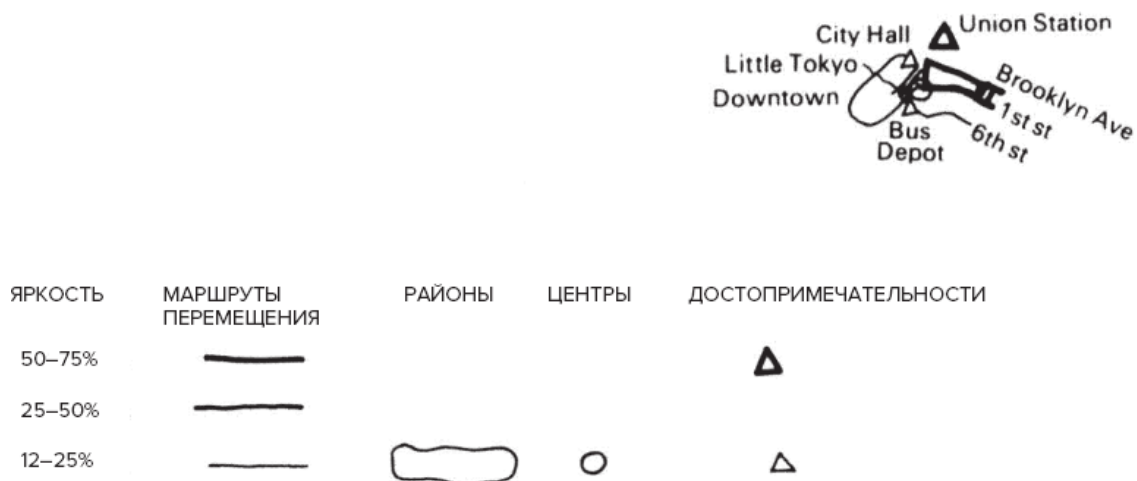 Union Station
City Hall
Little Tokyo
Downtown
Brooklyn Ave
1st st
6th st
Bus
Depot
ЯРКОСТЬ МАРШРУТЫ ПЕРЕМЕЩЕНИЯ РАЙОНЫ ЦЕНТРЫ ДОСТОПРИМЕЧАТЕЛЬНОСТИ
50–75%
25–50%
12–25%